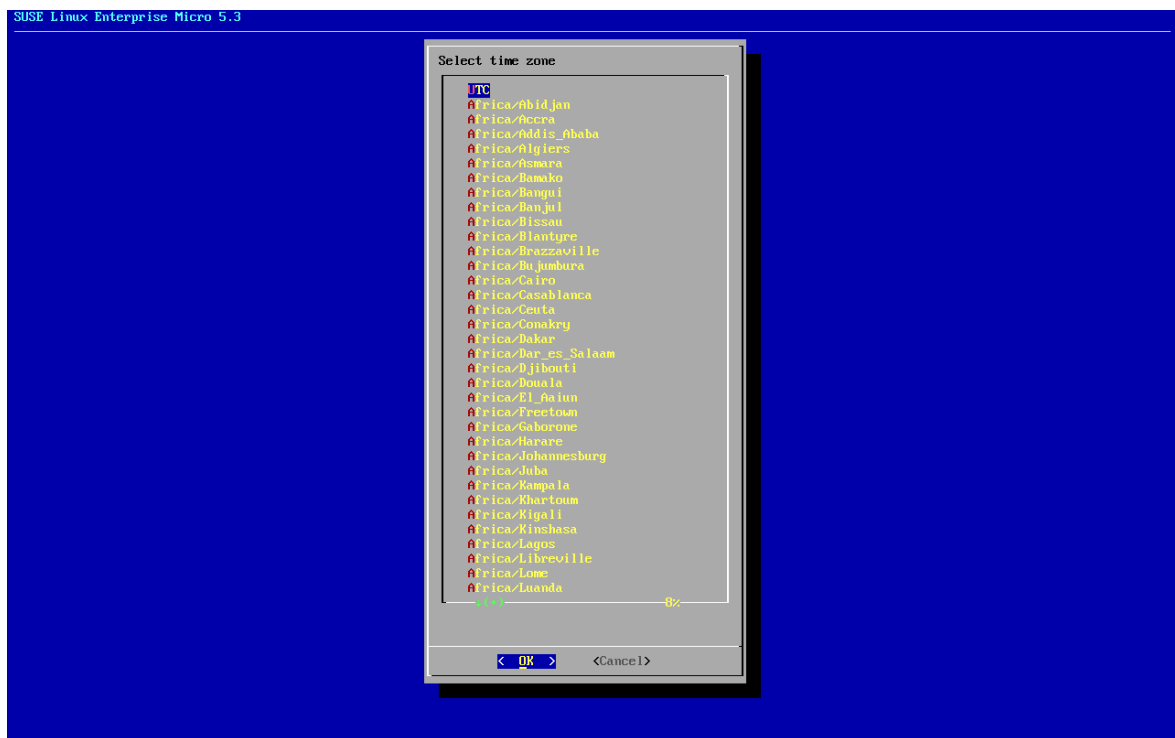 SUSE Linux Enterprise Micro 5.3
Select time zone
UTC
Africa/Abidjan
Africa/Accra
Africa/Addis_Ababa
Africa/Algiers
Africa/Asmara
Africa/Bamako
Africa/Bangui
Africa/Banjul
Africa/Bissau
Africa/Blantyre
Africa/Brazzaville
Africa/Bujumbura
Africa/Cairo
Africa/Casablanca
Africa/Ceuta
Africa/Conakry
Africa/Dakar
Africa/Dar_es_Salaam
Africa/Djibouti
Africa/Douala
Africa/El_Aaiun
Africa/Freetown
Africa/Gaborone
Africa/Harare
Africa/Johannesburg
Africa/Juba
Africa/Kampala
Africa/Khartoum
Africa/Kigali
Africa/Kinshasa
Africa/Lagos
Africa/Libreville
Africa/Lome
Africa/Luanda
↓(+) 8%
< OK > <Cancel>